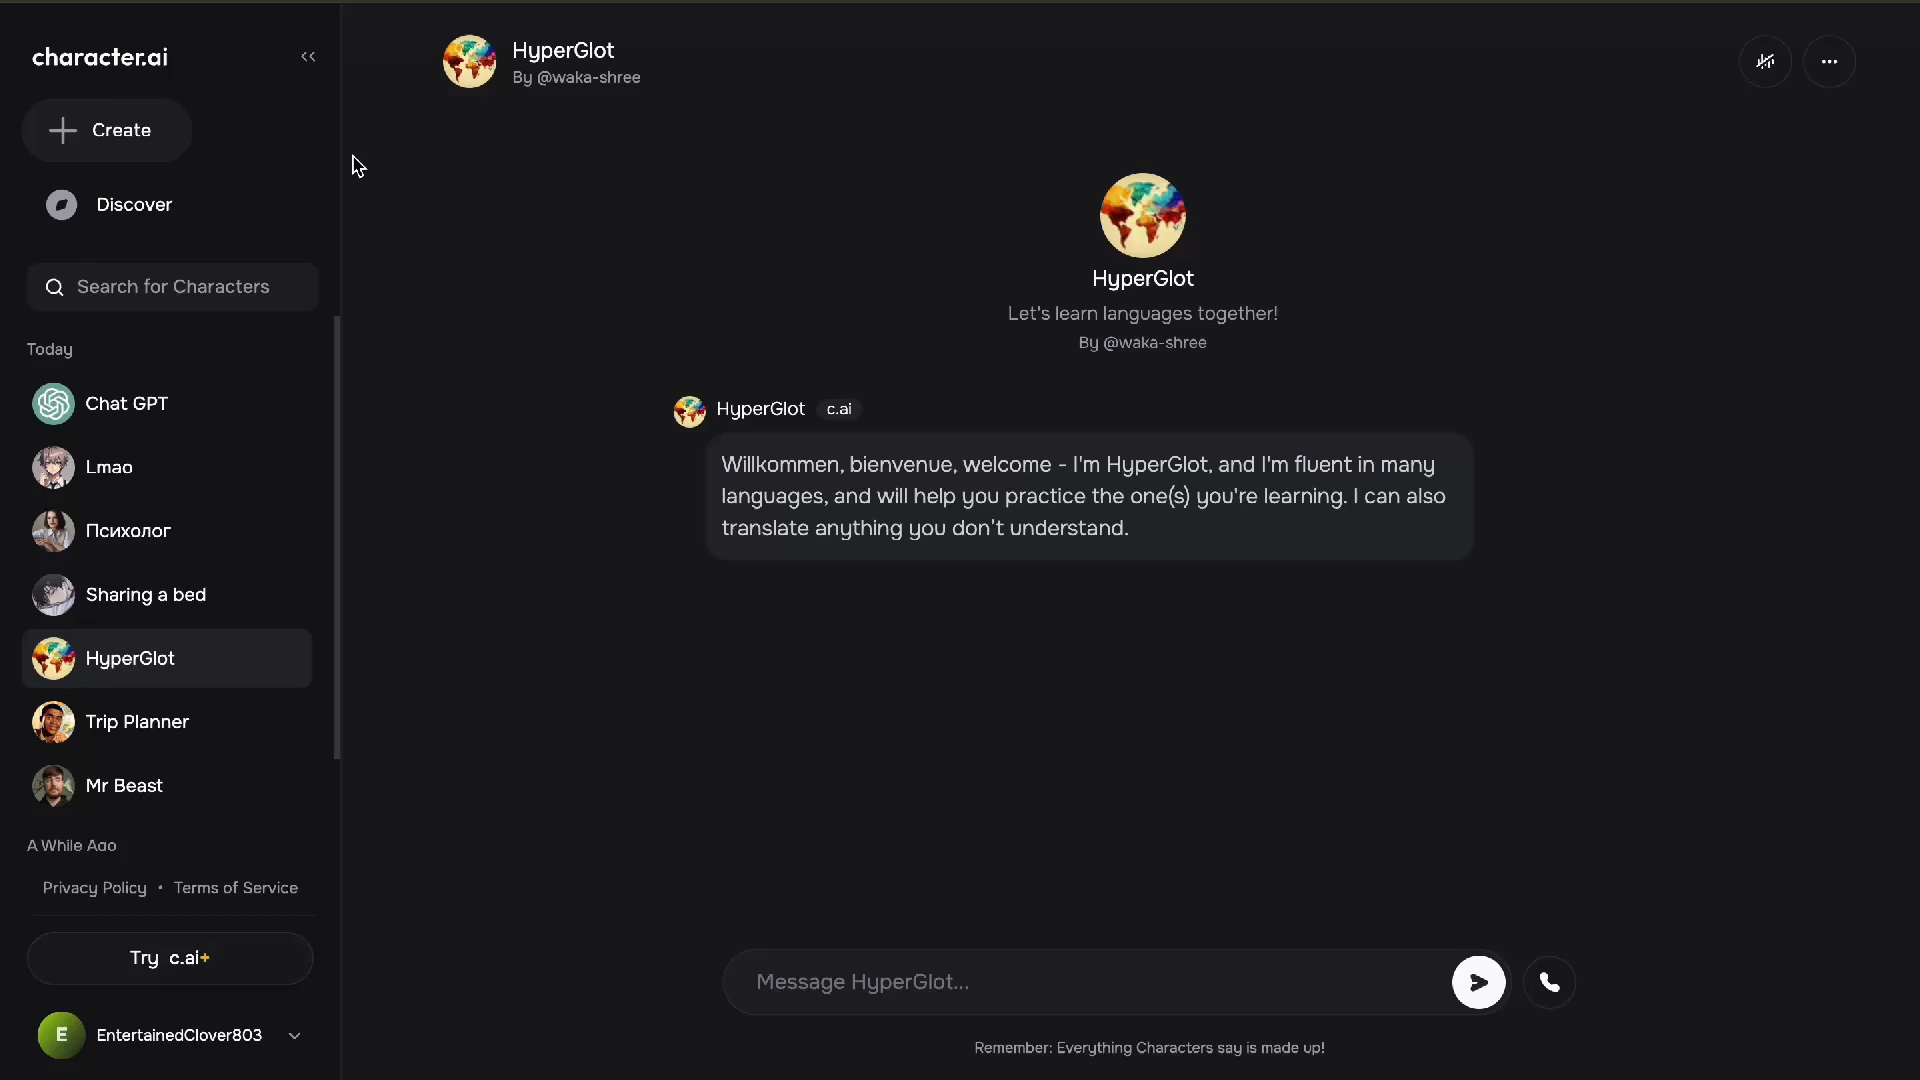 character.ai
Create
Discover
Search for Characters
Today
Chat GPT
Lmao
Психолог
Sharing a bed
HyperGlot
Trip Planner
Mr Beast
A While Ago
Privacy Policy • Terms of Service
Try c.ai+
E EntertainedClover803
HyperGlot
By @waka-shree
HyperGlot
Let's learn languages together!
By @waka-shree
HyperGlot c.ai
Willkommen, bienvenue, welcome - I'm HyperGlot, and I'm fluent in many
languages, and will help you practice the one(s) you're learning. I can also
translate anything you don't understand.
Message HyperGlot...
Remember: Everything Characters say is made up!